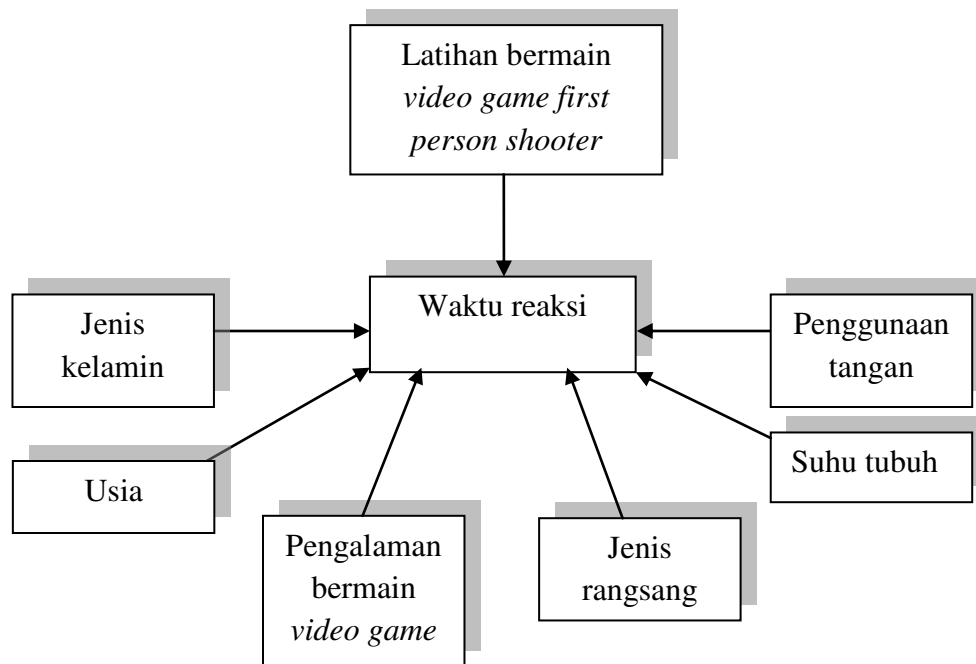 Latihan bermain
video game first
person shooter
Waktu reaksi
Jenis
kelamin
Penggunaan
tangan
Usia
Suhu tubuh
Pengalaman
bermain
video game
Jenis
rangsang